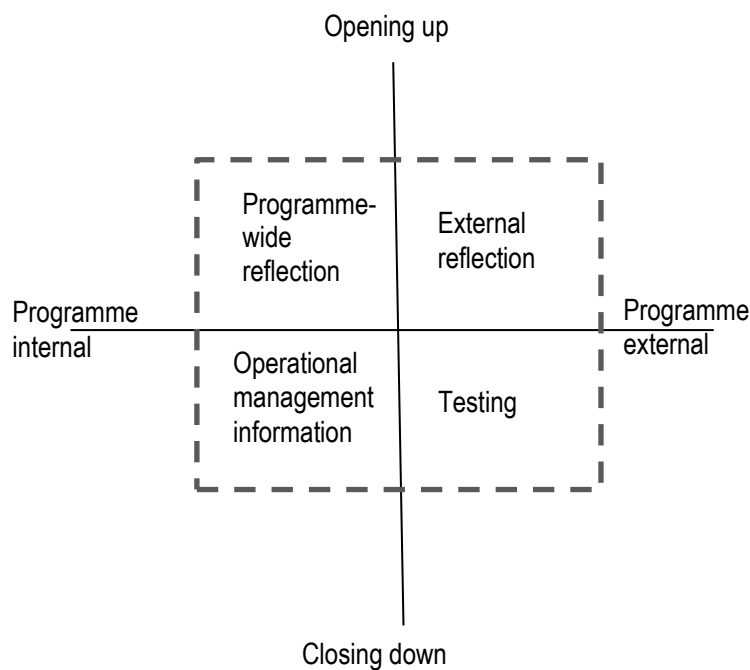 Opening up
Programme-
wide
reflection
External
reflection
Programme
internal
Programme
external
Operational
management
information
Testing
Closing down